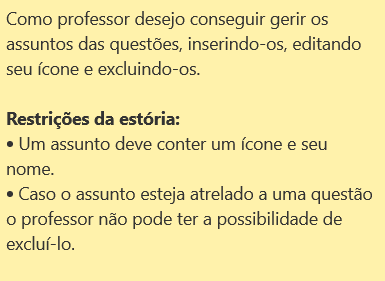 Como professor desejo conseguir gerir os
assuntos das questões, inserindo-os, editando
seu ícone e excluindo-os.

Restrições da estória:
• Um assunto deve conter um ícone e seu
nome.
• Caso o assunto esteja atrelado a uma questão
o professor não pode ter a possibilidade de
excluí-lo.